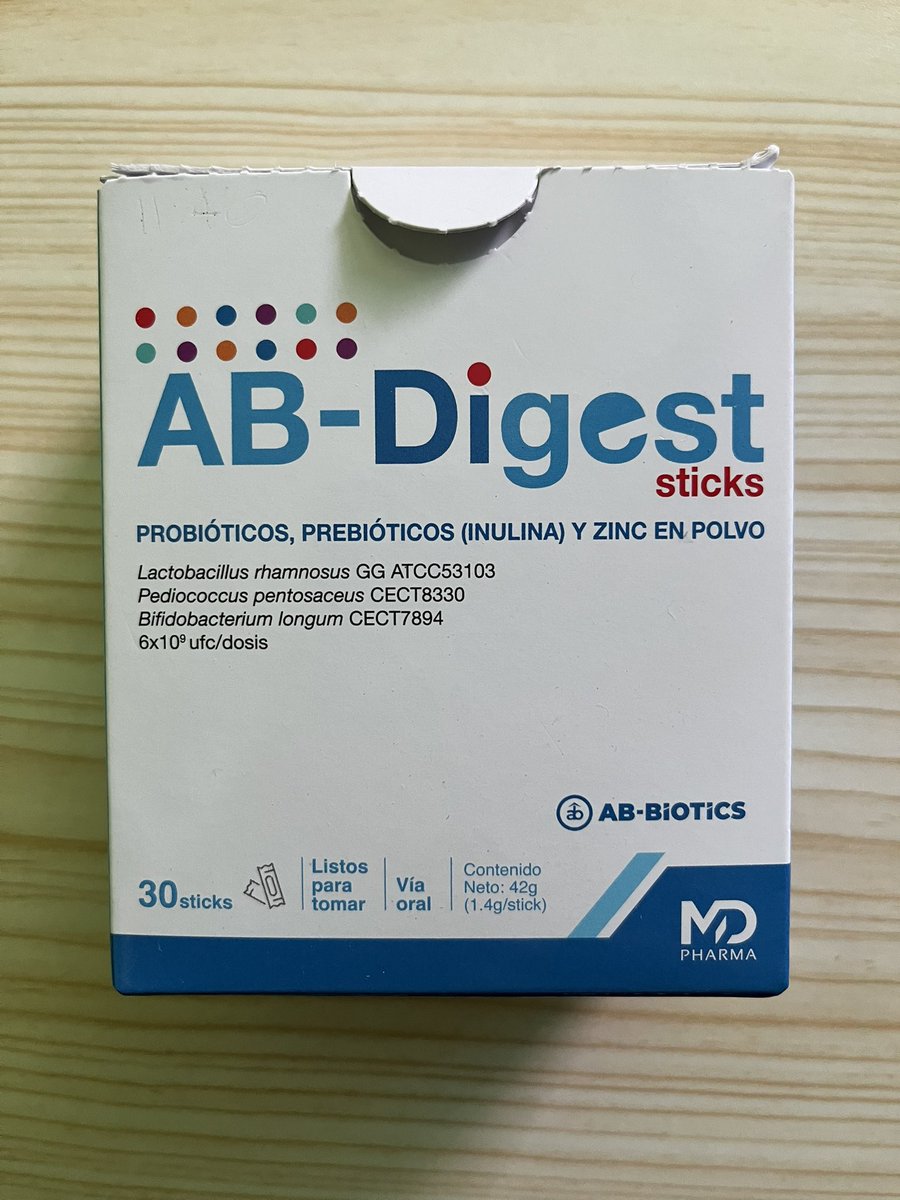 AB-Digest
sticks
PROBIÓTICOS, PREBIÓTICOS (INULINA) Y ZINC EN POLVO
Lactobacillus rhamnosus GG ATCC53103
Pediococcus pentosaceus CECT8330
Bifidobacterium longum CECT7894
6x10⁹ ufc/dosis
ab AB-BIOTICS
30 sticks
Listos
para
tomar
Vía
oral
Contenido
Neto: 42g
(1.4g/stick)
MD
PHARMA